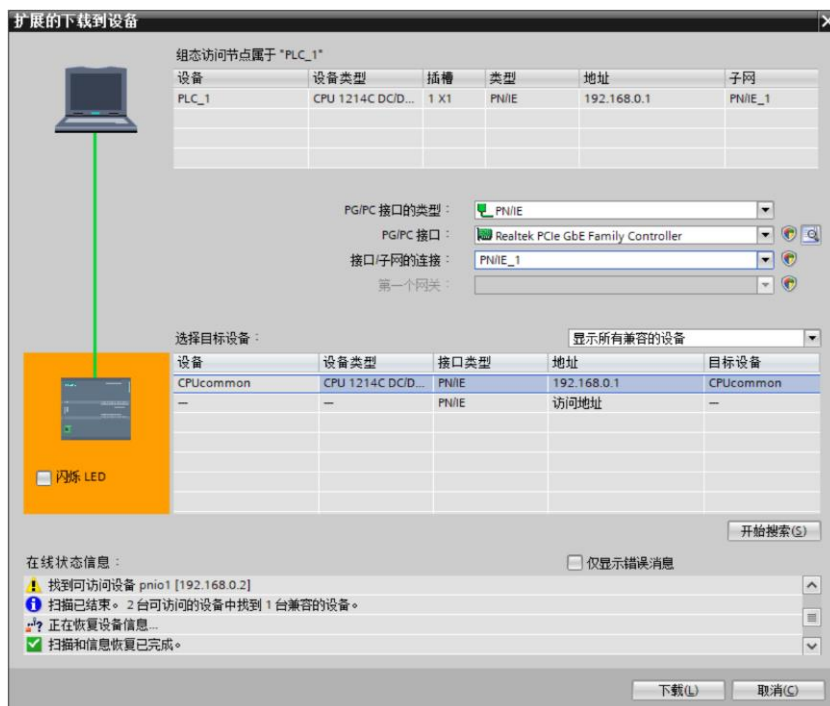 扩展的下载到设备
组态访问节点属于 "PLC_1"
设备 设备类型 插槽 类型 地址 子网
PLC_1 CPU 1214C DC/D... 1 X1 PN/IE 192.168.0.1 PN/IE_1
PG/PC 接口的类型：
PN/IE
PG/PC 接口：
Realtek PCIe GbE Family Controller
接口/子网的连接：
PN/IE_1
第一个网关：
选择目标设备：
显示所有兼容的设备
设备 设备类型 接口类型 地址 目标设备
CPUcommon CPU 1214C DC/D... PN/IE 192.168.0.1 CPUcommon
— — PN/IE 访问地址 —
闪烁 LED
开始搜索(S)
在线状态信息：
仅显示错误消息
找到可访问设备 pnio1 [192.168.0.2]
扫描已结束。 2 台可访问的设备中找到 1 台兼容的设备。
正在恢复设备信息...
扫描和信息恢复已完成。
下载(L) 取消(C)